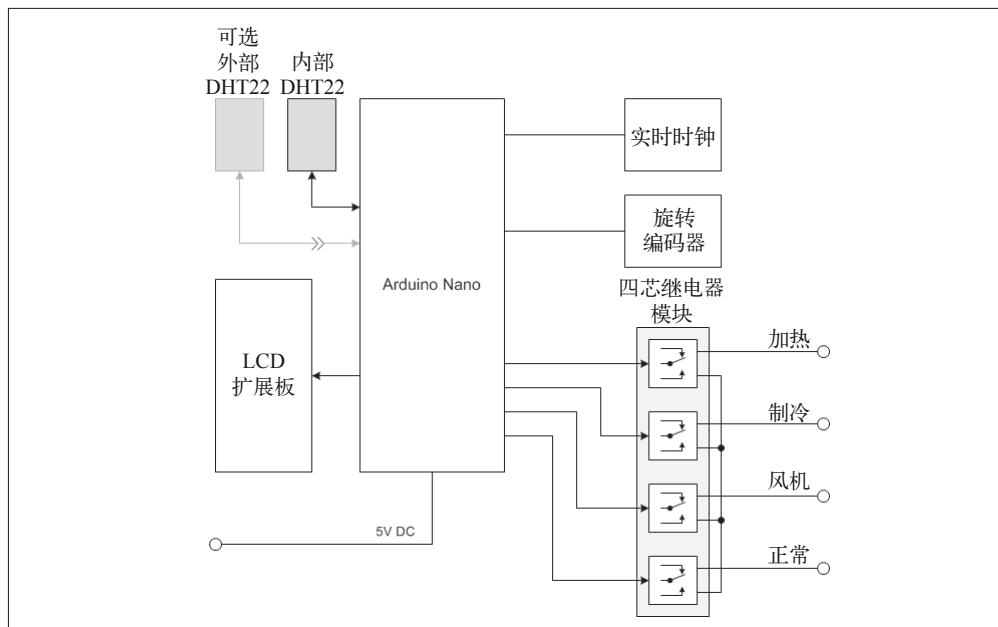 可选
外部
DHT22
内部
DHT22
实时时钟
旋转
编码器
Arduino Nano
四芯继电器
模块
LCD
扩展板
加热
制冷
风机
正常
5V DC